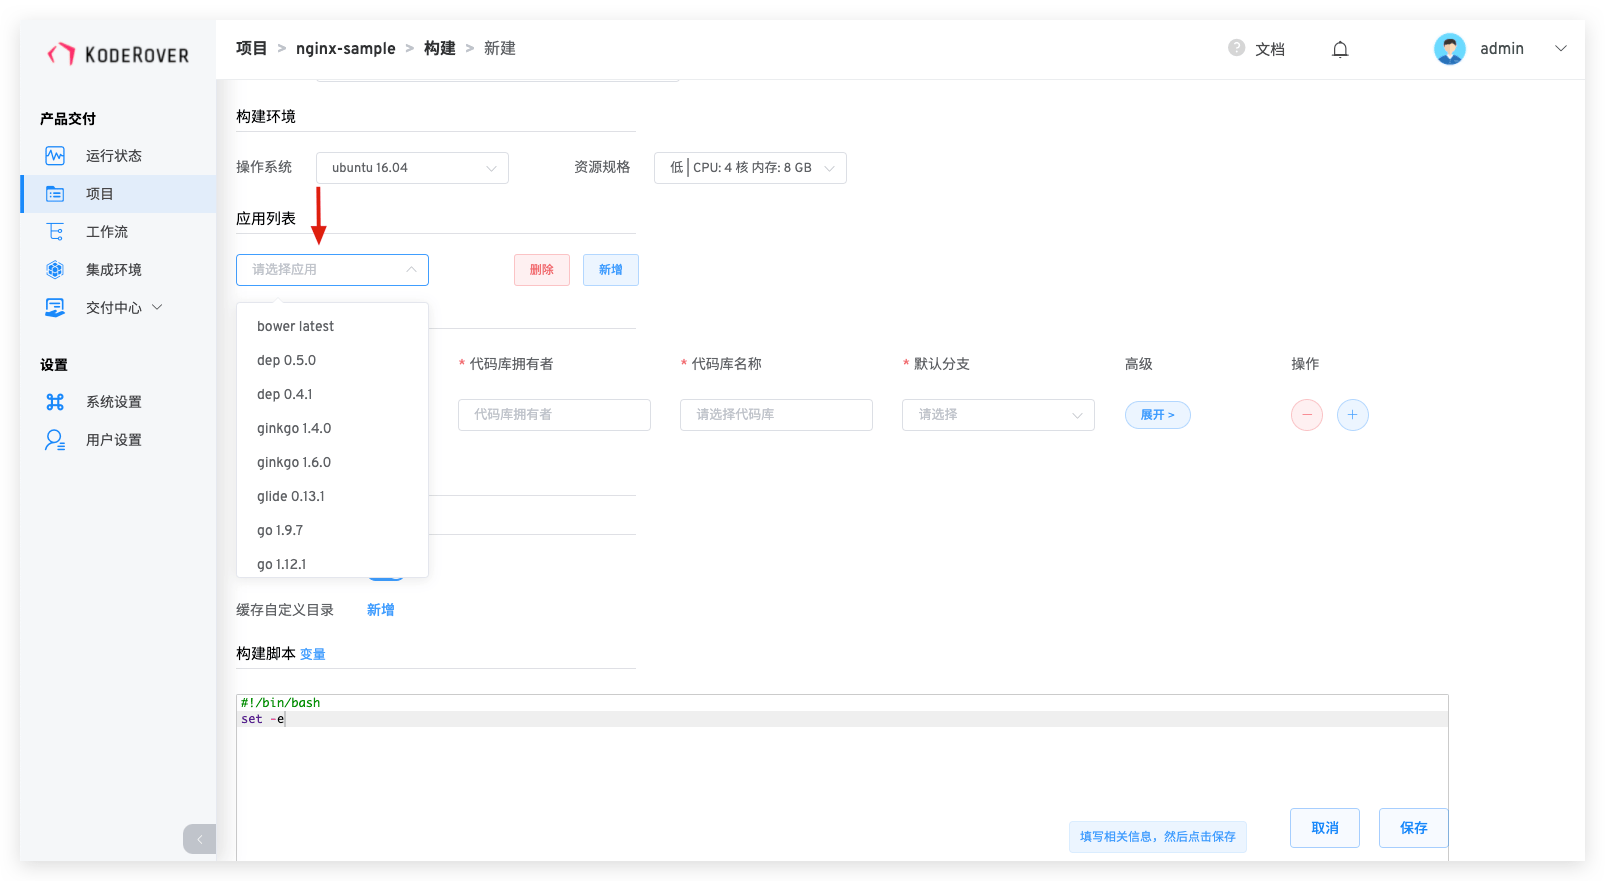 KODEROVER
项目 > nginx-sample > 构建 > 新建
? 文档
admin
产品交付
运行状态
项目
工作流
集成环境
交付中心
设置
系统设置
用户设置
构建环境
操作系统 ubuntu 16.04 资源规格 低 | CPU: 4 核 内存: 8 GB
应用列表
请选择应用 删除 新增
bower latest
dep 0.5.0
dep 0.4.1
ginkgo 1.4.0
ginkgo 1.6.0
glide 0.13.1
go 1.9.7
go 1.12.1
* 代码库拥有者 * 代码库名称 * 默认分支 高级 操作
代码库拥有者 请选择代码库 请选择 展开 >
缓存自定义目录 新增
构建脚本 变量
#!/bin/bash
set -e
填写相关信息，然后点击保存 取消 保存